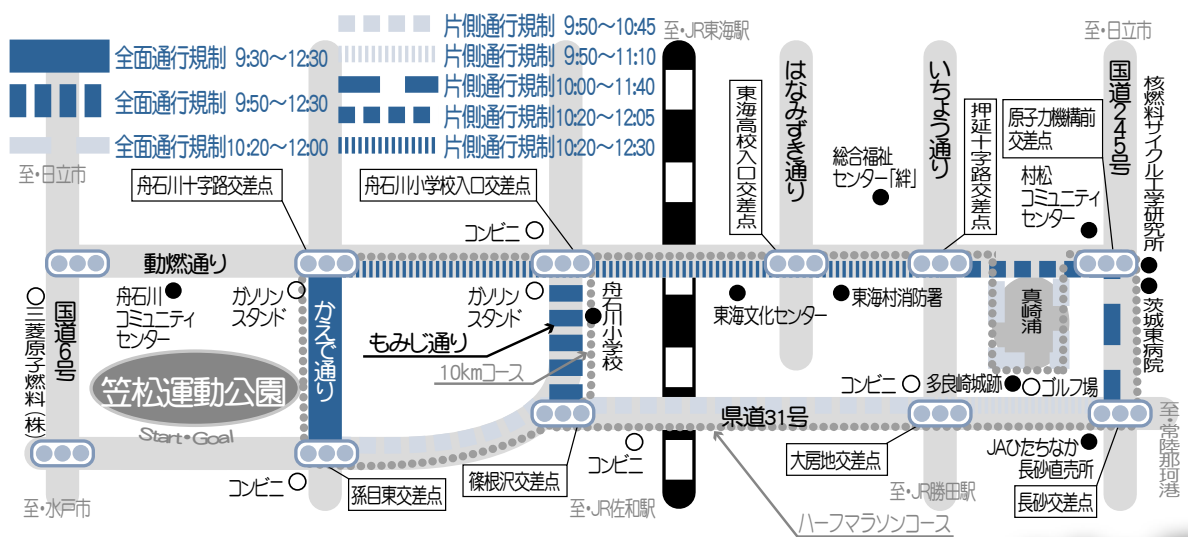 全面通行規制 9:30～12:30
全面通行規制 9:50～12:30
全面通行規制10:20～12:00
片側通行規制 9:50～10:45
片側通行規制 9:50～11:10
片側通行規制10:00～11:40
片側通行規制10:20～12:05
片側通行規制10:20～12:30
至・JR東海駅
至・日立市
至・日立市
はなみずき通り
いちょう通り
国道245号
核燃料サイクル工学研究所
東海高校入口交差点
押延十字路交差点
原子力機構前
交差点
総合福祉
センター「絆」
村松
コミュニティ
センター
舟石川十字路交差点
舟石川小学校入口交差点
コンビニ
動燃通り
三菱原子燃料(株)
国道6号
舟石川
コミュニティ
センター
ガソリン
スタンド
かえで通り
ガソリン
スタンド
舟石川小学校
もみじ通り
10kmコース
東海文化センター
東海村消防署
真崎浦
茨城東病院
笠松運動公園
Start・Goal
コンビニ
多良崎城跡
ゴルフ場
県道31号
至・常陸那珂港
コンビニ
孫目東交差点
篠根沢交差点
コンビニ
大房地交差点
JAひたちなか
長砂直売所
長砂交差点
至・水戸市
至・JR佐和駅
至・JR勝田駅
ハーフマラソンコース